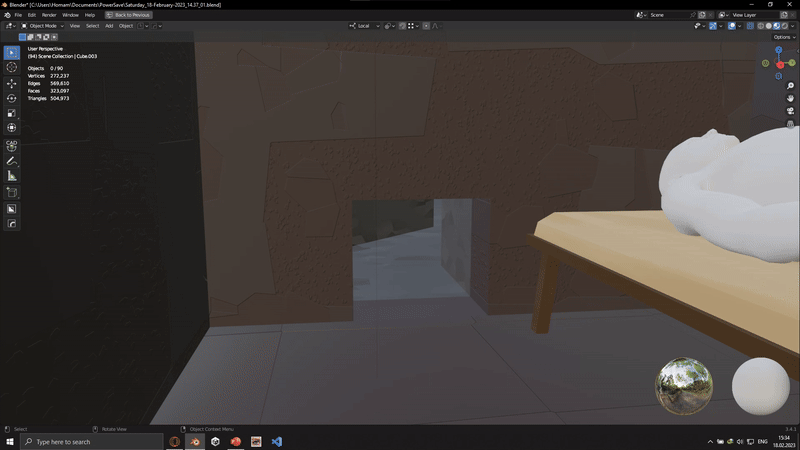 Blender* [C:\Users\Homam\Documents\PowerSave\Saturday_18-February-2023_14.37_01.blend]
File Edit Render Window Help Back to Previous
Scene
View Layer
Object Mode View Select Add Object
Local
Options
User Perspective
(94) Scene Collection | Cube.003
Objects 0 / 90
Vertices 272,237
Edges 569,610
Faces 323,097
Triangles 504,973
CAD
Z
Select
Rotate View
Object Context Menu
3.4.1
Type here to search
ENG
15:34
18.02.2023